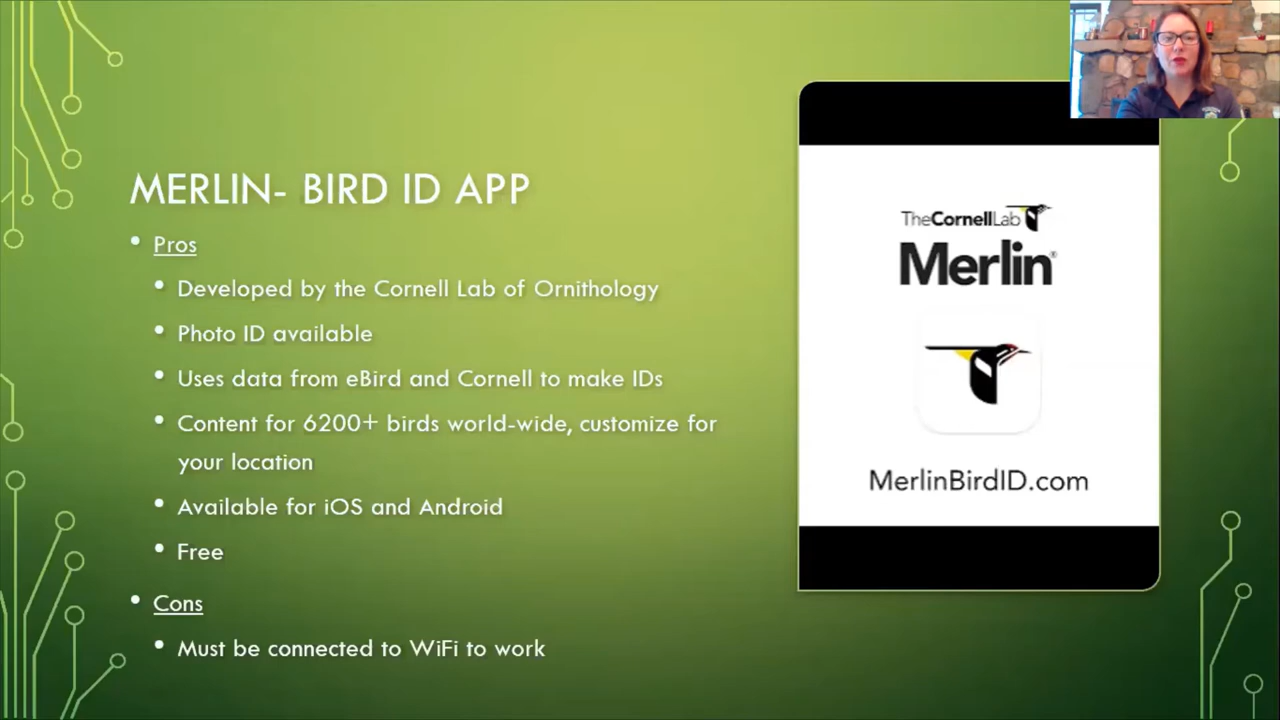 MERLIN- BIRD ID APP
Pros
Developed by the Cornell Lab of Ornithology
Photo ID available
Uses data from eBird and Cornell to make IDs
Content for 6200+ birds world-wide, customize for
your location
Available for iOS and Android
Free
Cons
Must be connected to WiFi to work
TheCornellLab
Merlin®
MerlinBirdID.com